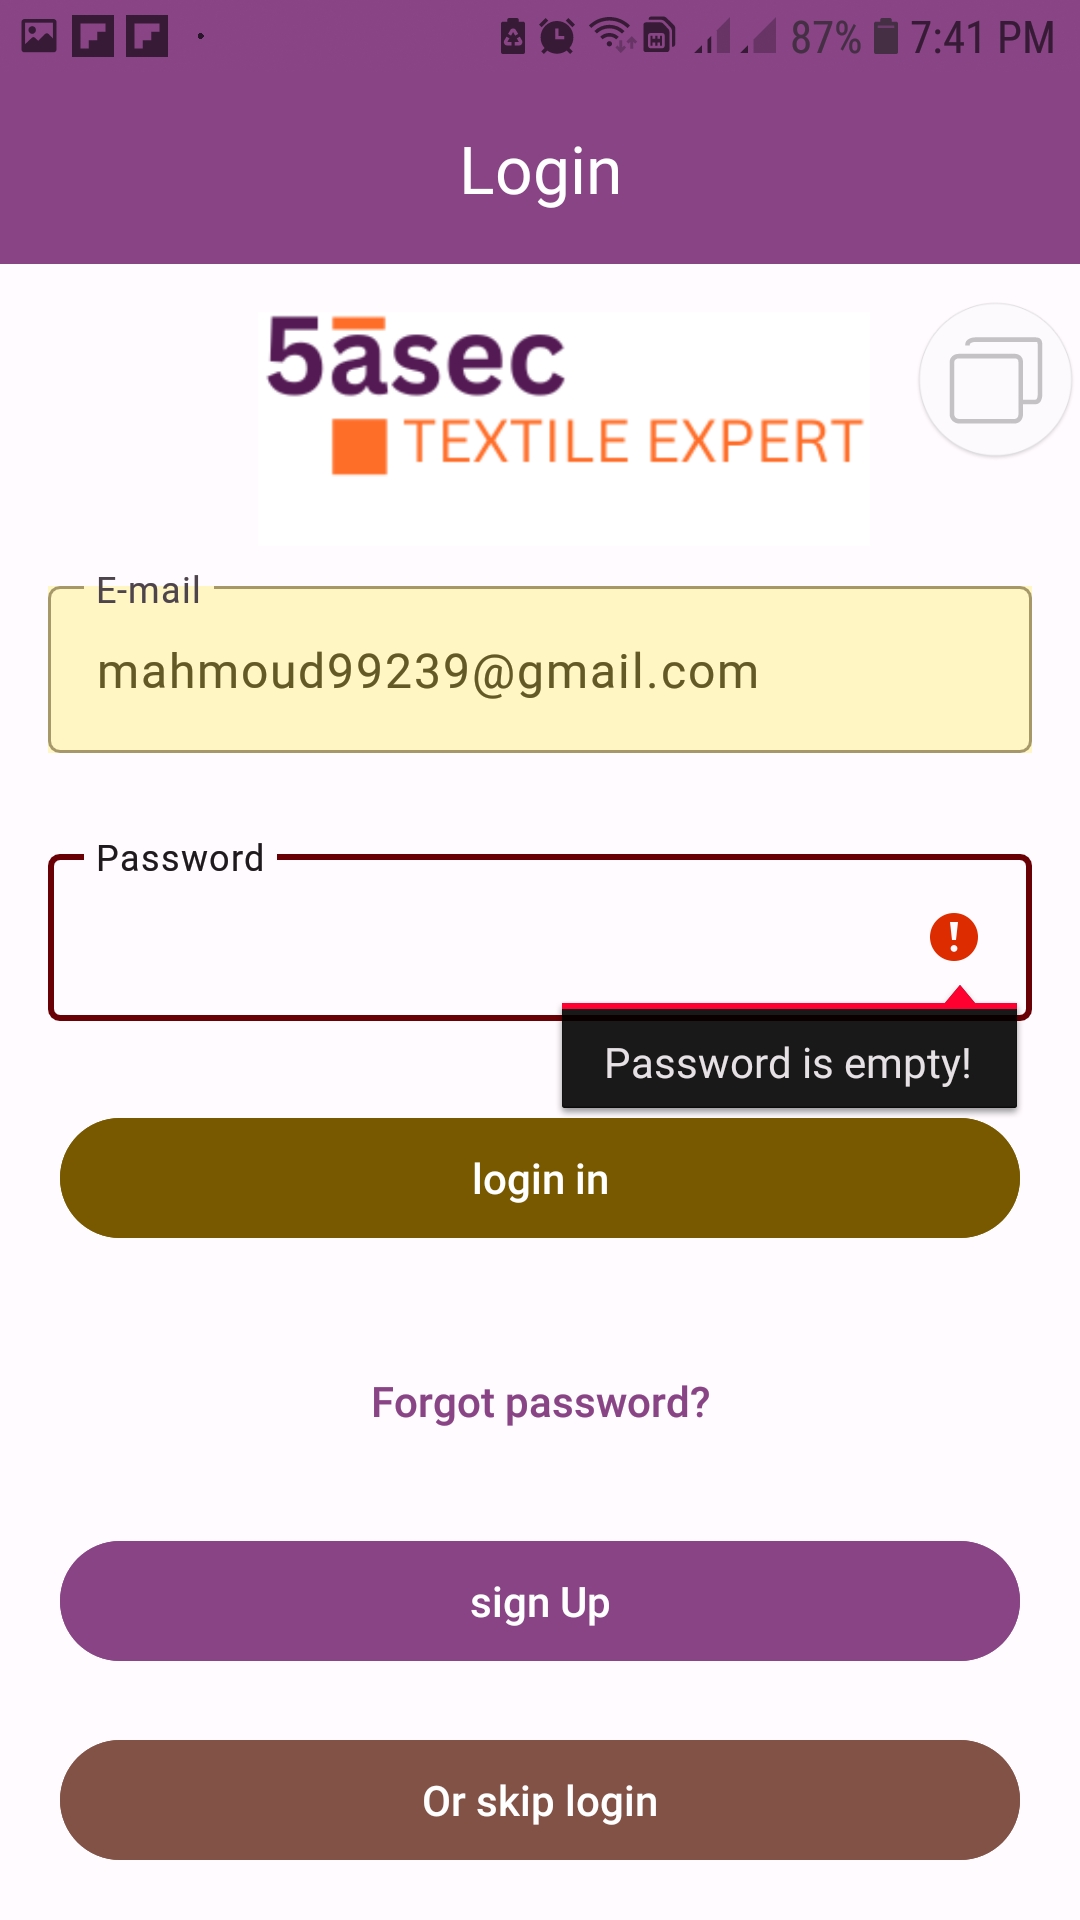 87% 7:41 PM
Login
5àsec
TEXTILE EXPERT
E-mail
mahmoud99239@gmail.com
Password
Password is empty!
login in
Forgot password?
sign Up
Or skip login